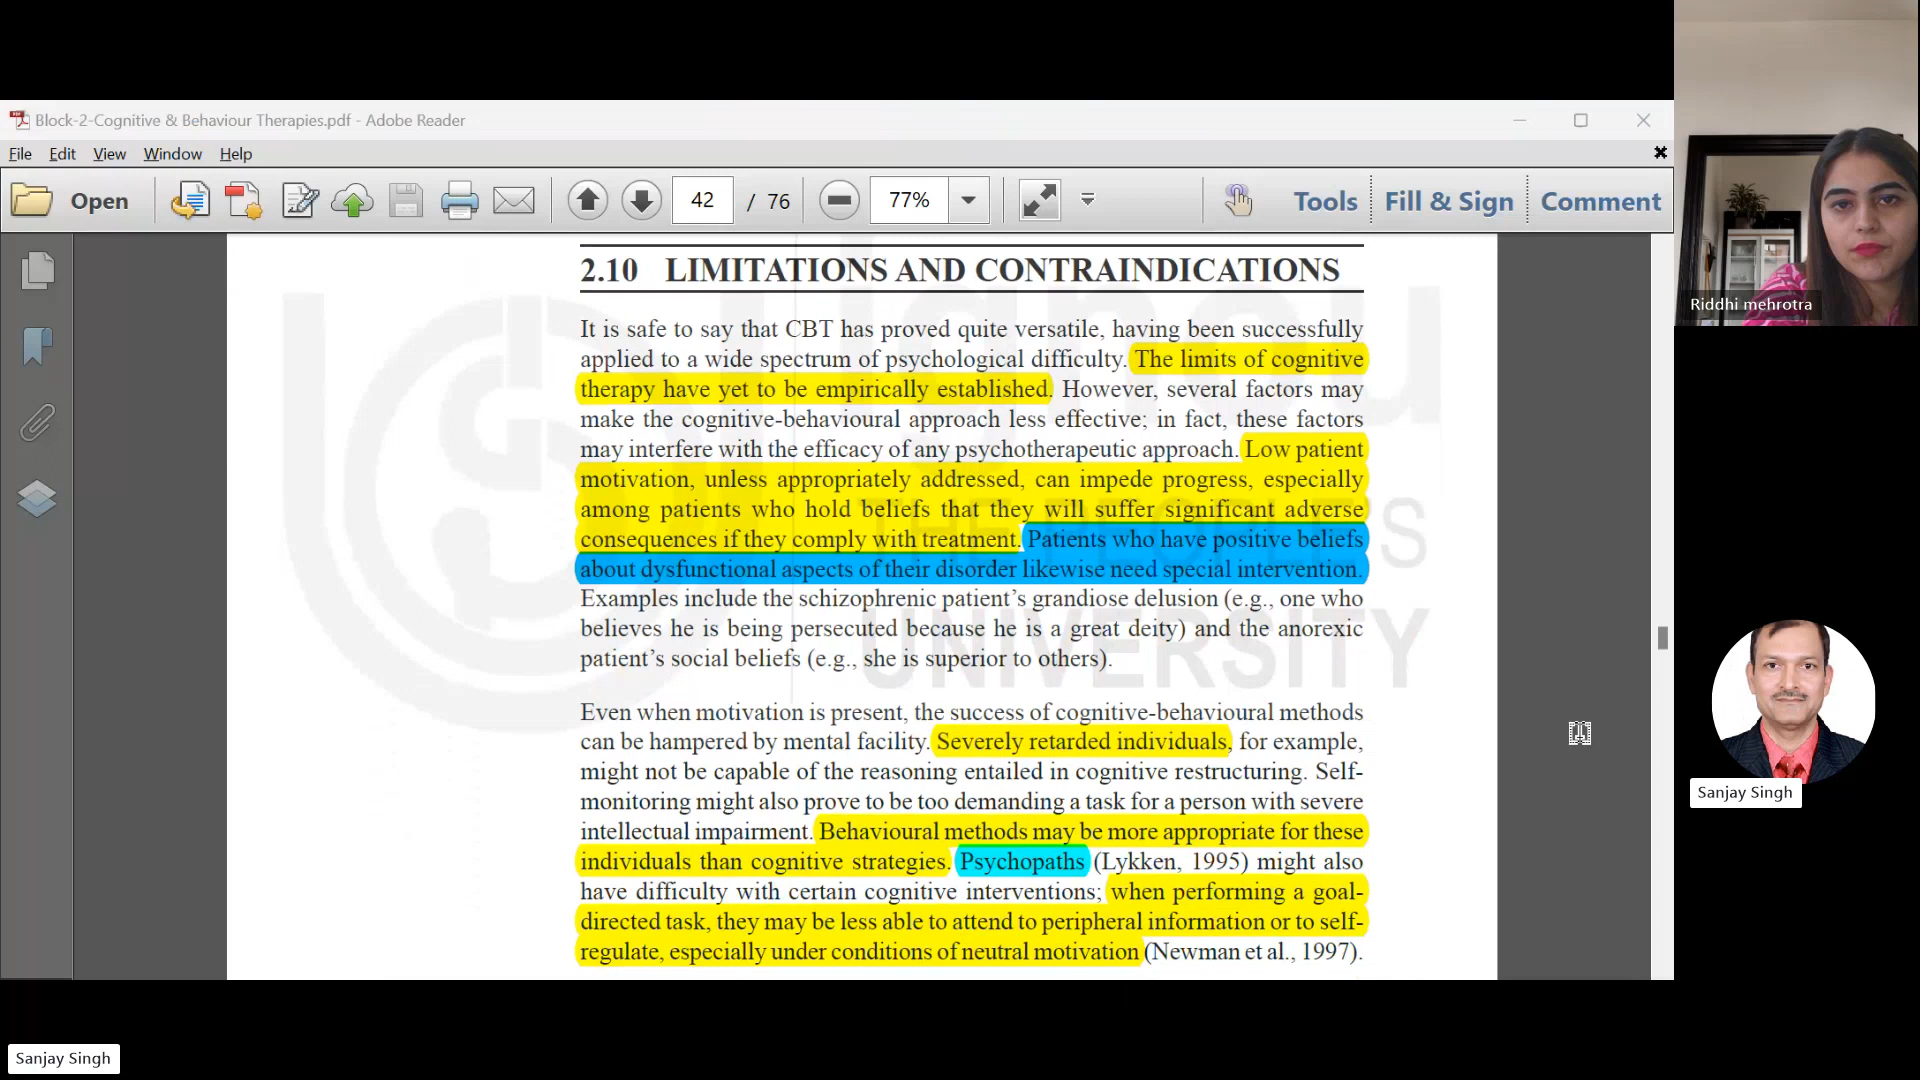 Block-2-Cognitive & Behaviour Therapies.pdf - Adobe Reader
File Edit View Window Help
Open 42 / 76 77% Tools Fill & Sign Comment
2.10 LIMITATIONS AND CONTRAINDICATIONS
It is safe to say that CBT has proved quite versatile, having been successfully
applied to a wide spectrum of psychological difficulty. The limits of cognitive
therapy have yet to be empirically established. However, several factors may
make the cognitive-behavioural approach less effective; in fact, these factors
may interfere with the efficacy of any psychotherapeutic approach. Low patient
motivation, unless appropriately addressed, can impede progress, especially
among patients who hold beliefs that they will suffer significant adverse
consequences if they comply with treatment. Patients who have positive beliefs
about dysfunctional aspects of their disorder likewise need special intervention.
Examples include the schizophrenic patient's grandiose delusion (e.g., one who
believes he is being persecuted because he is a great deity) and the anorexic
patient's social beliefs (e.g., she is superior to others).
Even when motivation is present, the success of cognitive-behavioural methods
can be hampered by mental facility. Severely retarded individuals, for example,
might not be capable of the reasoning entailed in cognitive restructuring. Self-
monitoring might also prove to be too demanding a task for a person with severe
intellectual impairment. Behavioural methods may be more appropriate for these
individuals than cognitive strategies. Psychopaths (Lykken, 1995) might also
have difficulty with certain cognitive interventions; when performing a goal-
directed task, they may be less able to attend to peripheral information or to self-
regulate, especially under conditions of neutral motivation (Newman et al., 1997).
ignou
THE PEOPLE'S
UNIVERSITY
Riddhi mehrotra
Sanjay Singh
Sanjay Singh